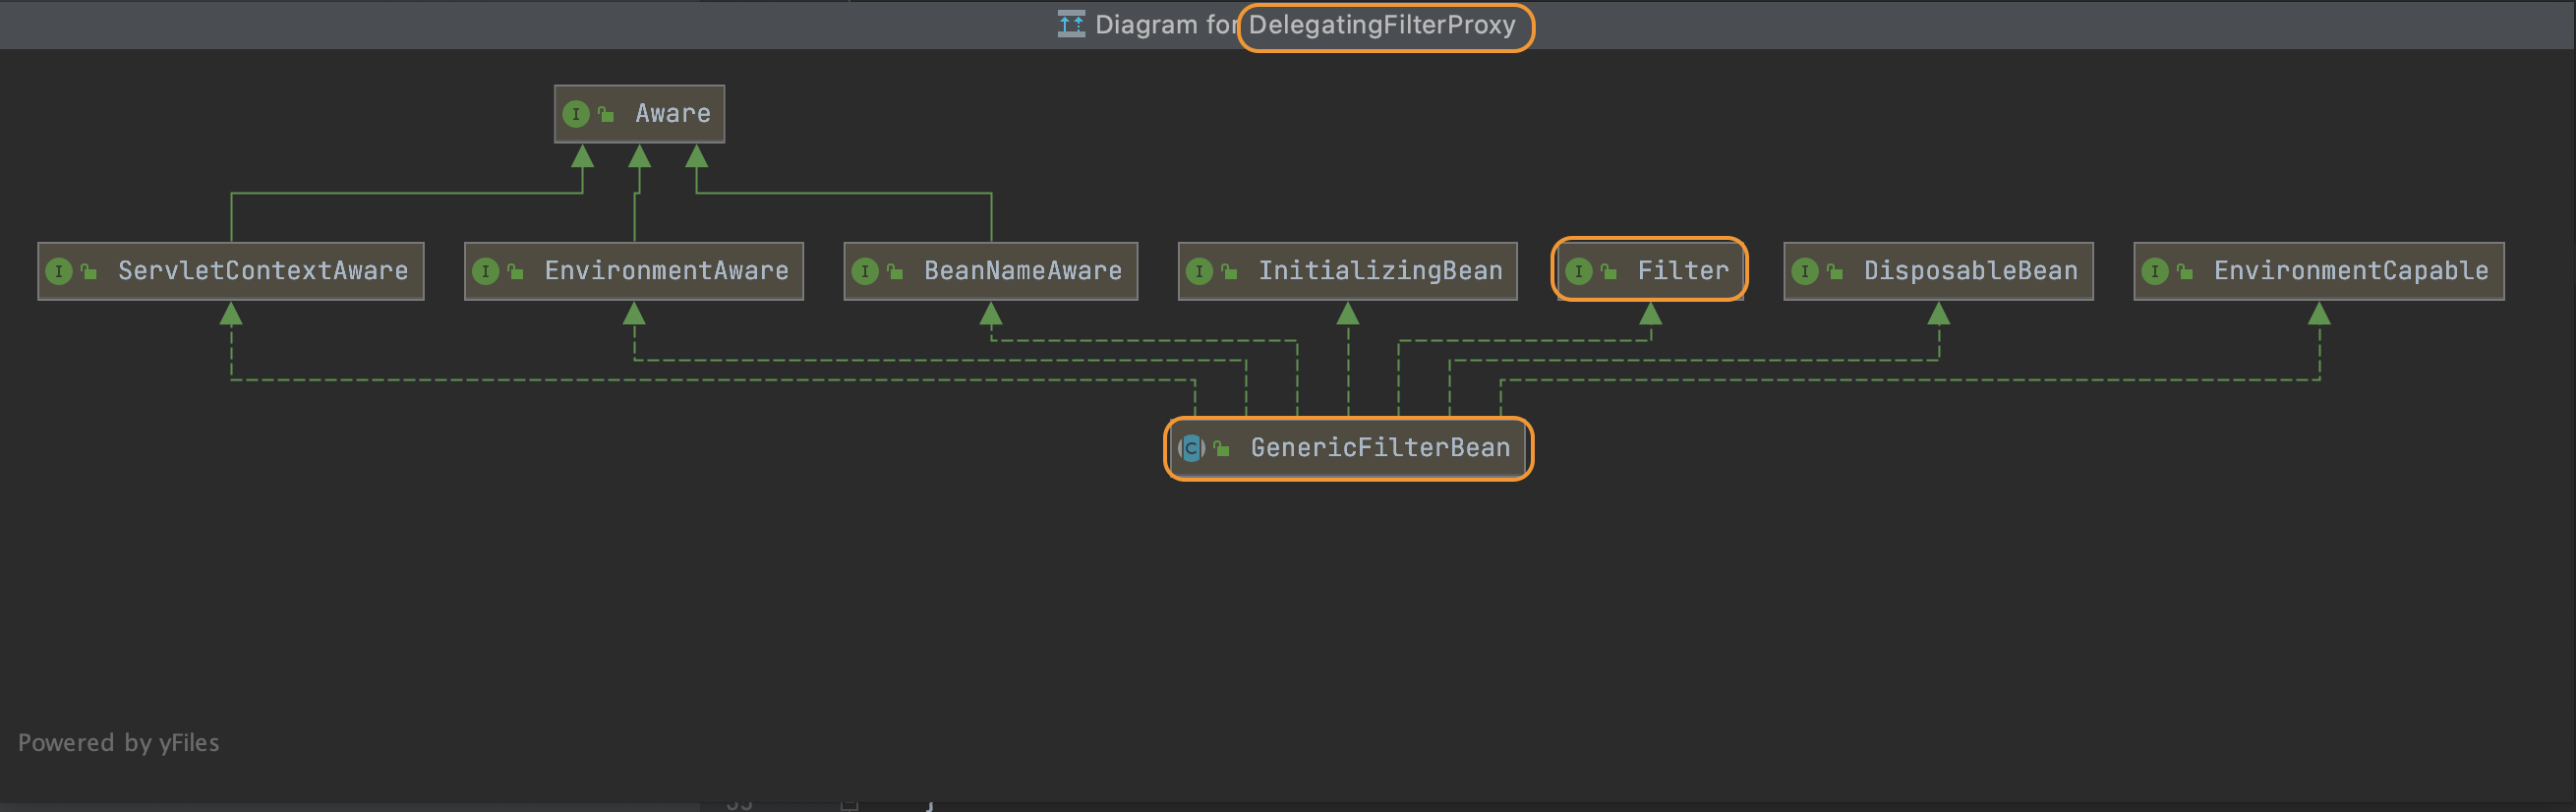 Diagram for DelegatingFilterProxy
I Aware
I ServletContextAware
I EnvironmentAware
I BeanNameAware
I InitializingBean
I Filter
I DisposableBean
I EnvironmentCapable
C GenericFilterBean
Powered by yFiles